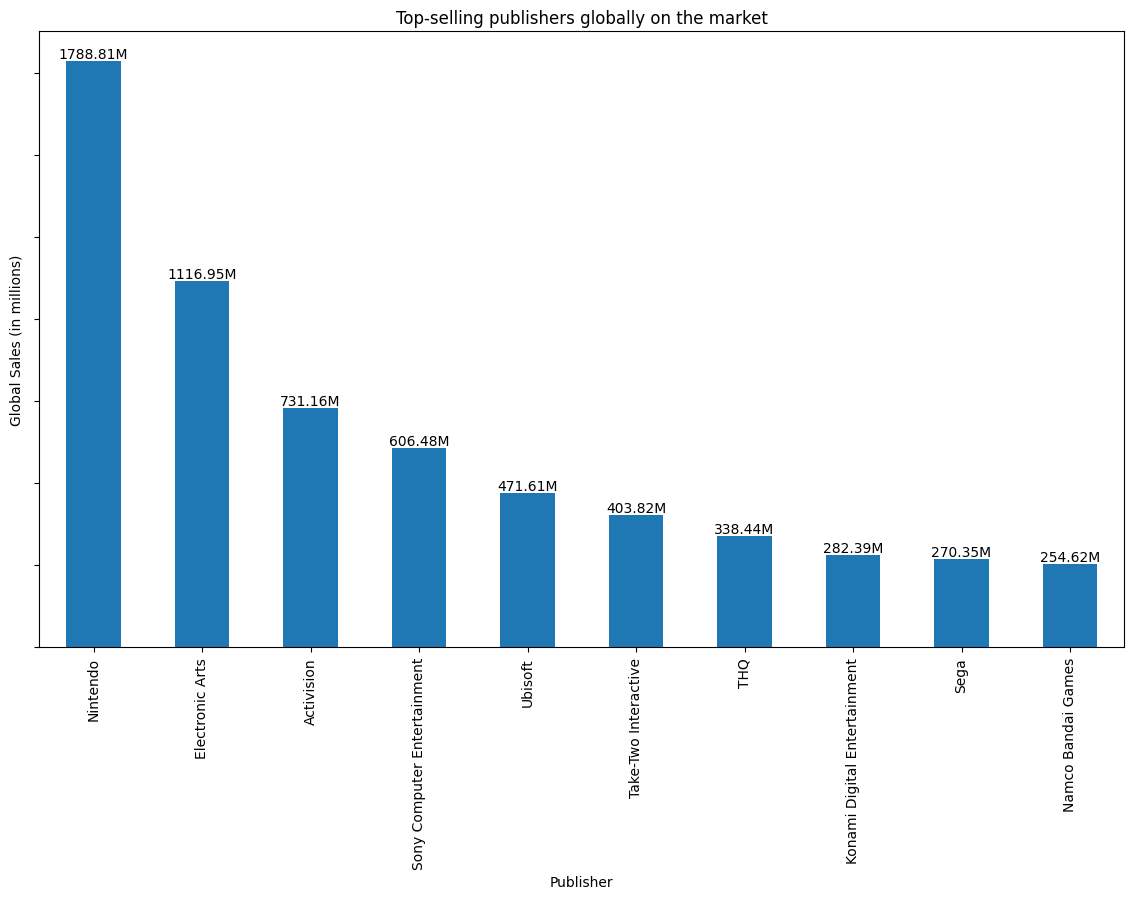 Top-selling publishers globally on the market
Global Sales (in millions)
1788.81M
1116.95M
731.16M
606.48M
471.61M
403.82M
338.44M
282.39M
270.35M
254.62M
Nintendo
Electronic Arts
Activision
Sony Computer Entertainment
Ubisoft
Take-Two Interactive
THQ
Konami Digital Entertainment
Sega
Namco Bandai Games
Publisher